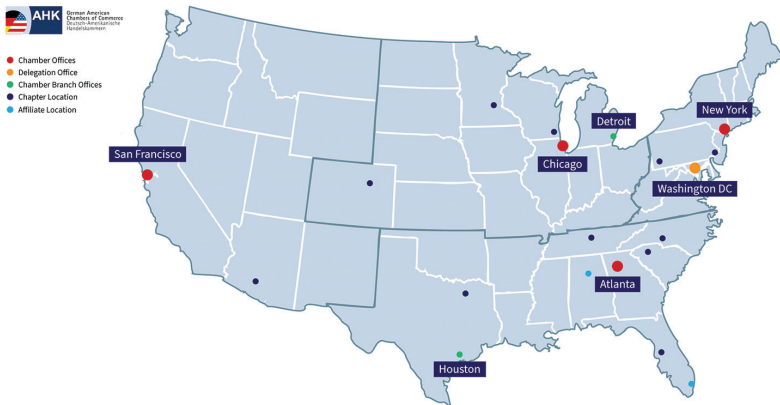 AHK
German American
Chambers of Commerce
Deutsch-Amerikanische
Handelskammern
Chamber Offices
Delegation Office
Chamber Branch Offices
Chapter Location
Affiliate Location
New York
Detroit
San Francisco
Chicago
Washington DC
Atlanta
Houston